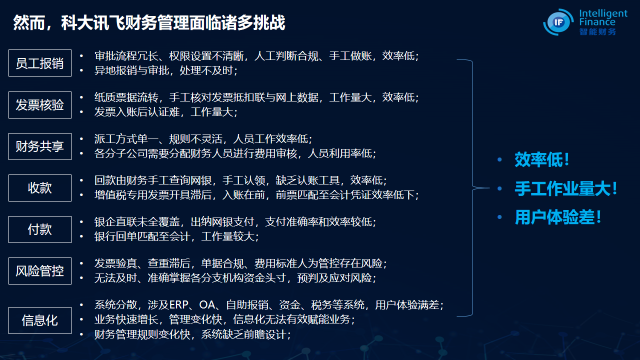 然而，科大讯飞财务管理面临诸多挑战
IF
Intelligent
Finance
智能财务
员工报销
• 审批流程冗长、权限设置不清晰，人工判断合规、手工做账，效率低；
• 异地报销与审批，处理不及时；
发票核验
• 纸质票据流转，手工核对发票抵扣联与网上数据，工作量大，效率低；
• 发票入账后认证难，工作量大；
财务共享
• 派工方式单一、规则不灵活，人员工作效率低；
• 各分子公司需要分配财务人员进行费用审核，人员利用率低；
收款
• 回款由财务手工查询网银，手工认领，缺乏认账工具，效率低；
• 增值税专用发票开具滞后，入账在前，前票匹配至会计凭证效率低下；
付款
• 银企直联未全覆盖，出纳网银支付，支付准确率和效率较低；
• 银行回单匹配至会计，工作量较大；
风险管控
• 发票验真、查重滞后，单据合规、费用标准人为管控存在风险；
• 无法及时、准确掌握各分支机构资金头寸，预判及应对风险；
信息化
• 系统分散，涉及ERP、OA、自助报销、资金、税务等系统，用户体验满差；
• 业务快速增长，管理变化快，信息化无法有效赋能业务；
• 财务管理规则变化快，系统缺乏前瞻设计；
• 效率低！
• 手工作业量大！
• 用户体验差！